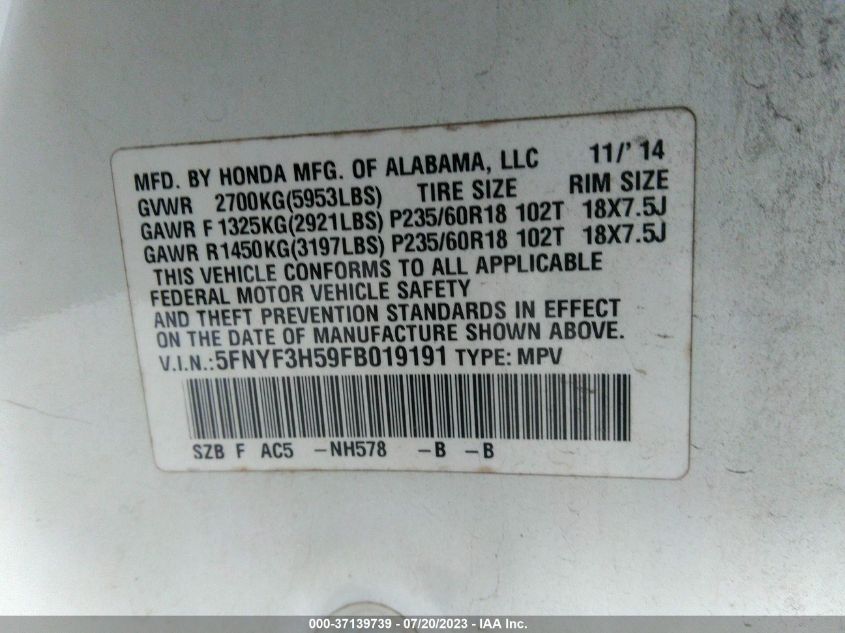 MFD. BY HONDA MFG. OF ALABAMA, LLC 11/' 14
GVWR 2700KG(5953LBS) TIRE SIZE RIM SIZE
GAWR F 1325KG(2921LBS) P235/60R18 102T 18X7.5J
GAWR R1450KG(3197LBS) P235/60R18 102T 18X7.5J
THIS VEHICLE CONFORMS TO ALL APPLICABLE
FEDERAL MOTOR VEHICLE SAFETY
AND THEFT PREVENTION STANDARDS IN EFFECT
ON THE DATE OF MANUFACTURE SHOWN ABOVE.
V.I.N.:5FNYF3H59FB019191 TYPE: MPV
SZB F AC5 -NH578 -B -B
000-37139739 - 07/20/2023 - IAA Inc.